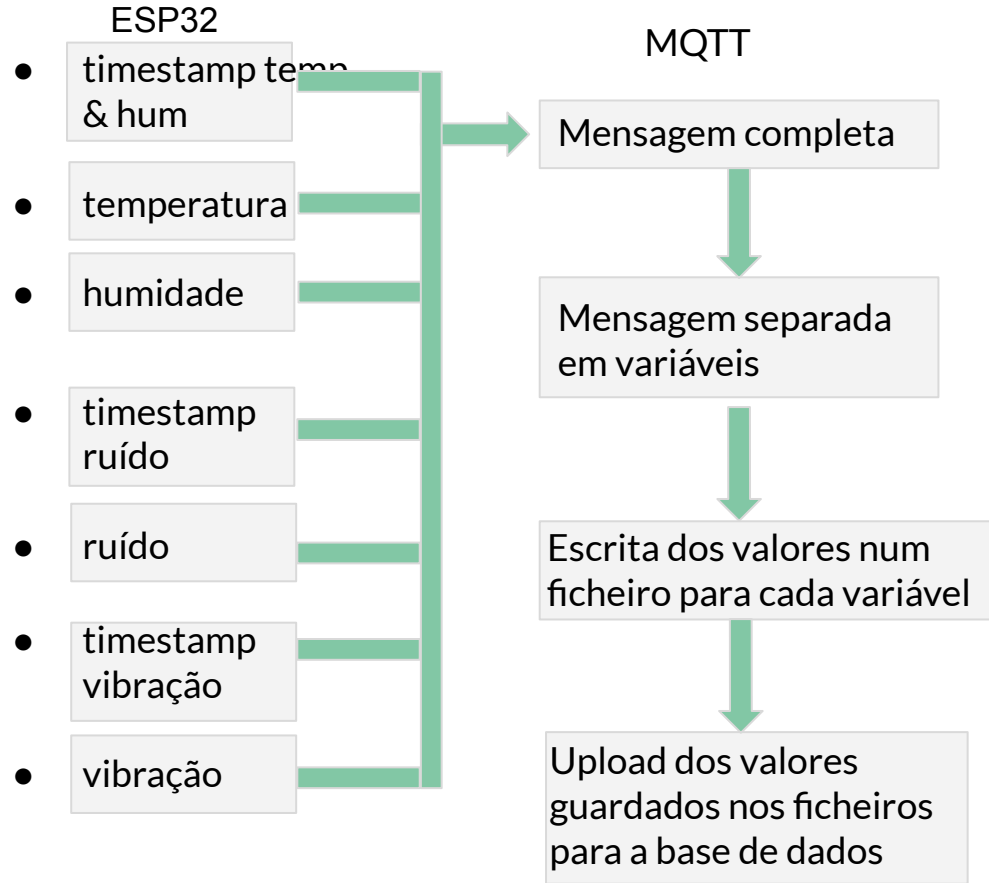 ESP32
timestamp temp
& hum
temperatura
humidade
timestamp
ruído
ruído
timestamp
vibração
vibração
MQTT
Mensagem completa
Mensagem separada
em variáveis
Escrita dos valores num
ficheiro para cada variável
Upload dos valores
guardados nos ficheiros
para a base de dados